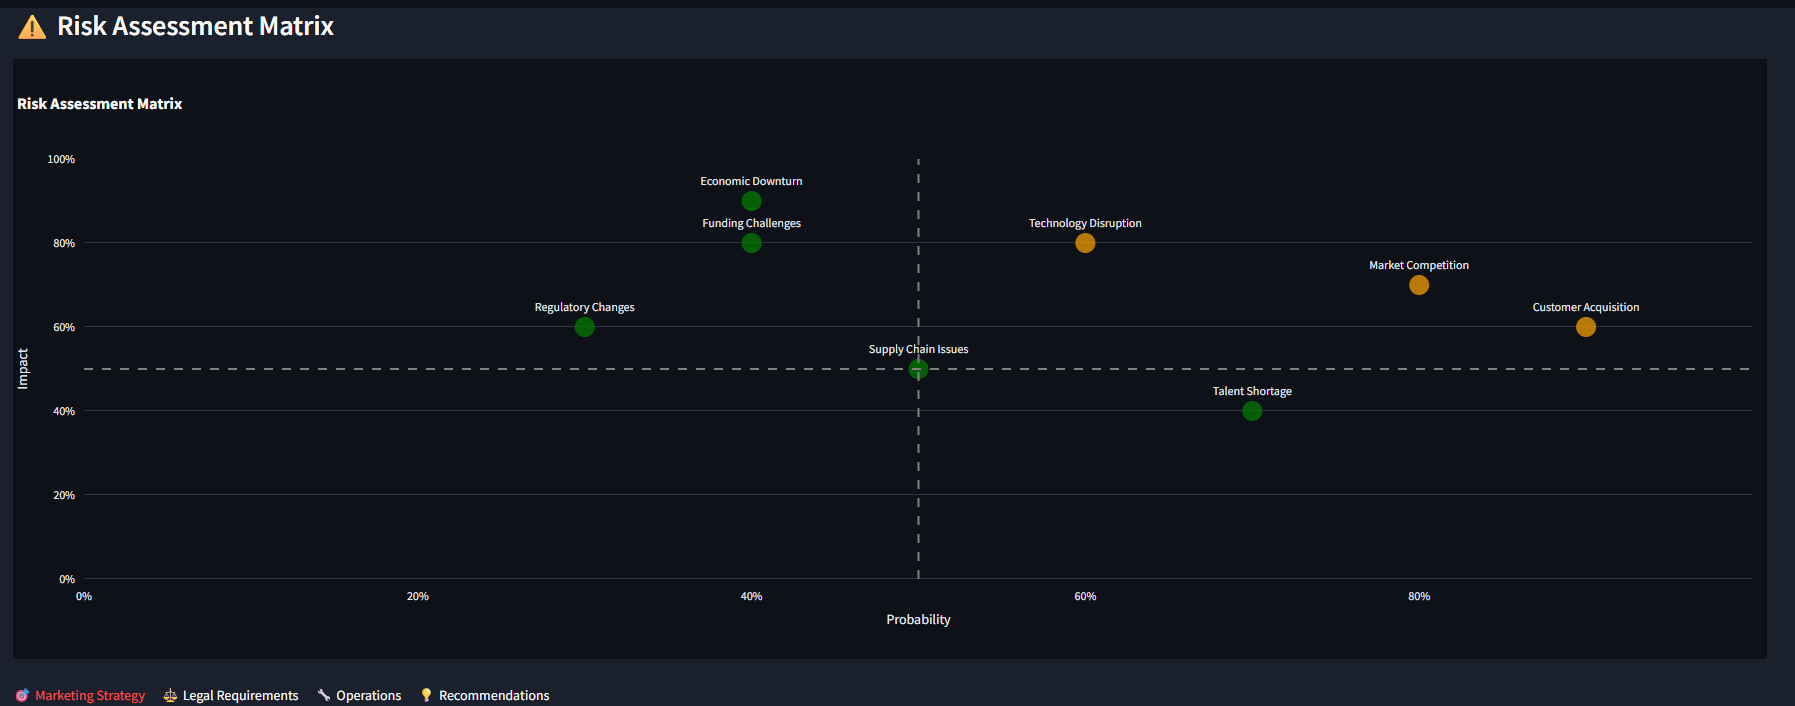 Risk Assessment Matrix
Risk Assessment Matrix
100%
Economic Downturn
Funding Challenges
Technology Disruption
80%
Market Competition
Regulatory Changes
Customer Acquisition
60%
Supply Chain Issues
Impact
Talent Shortage
40%
20%
0%
0% 20% 40% 60% 80%
Probability
Marketing Strategy Legal Requirements Operations Recommendations